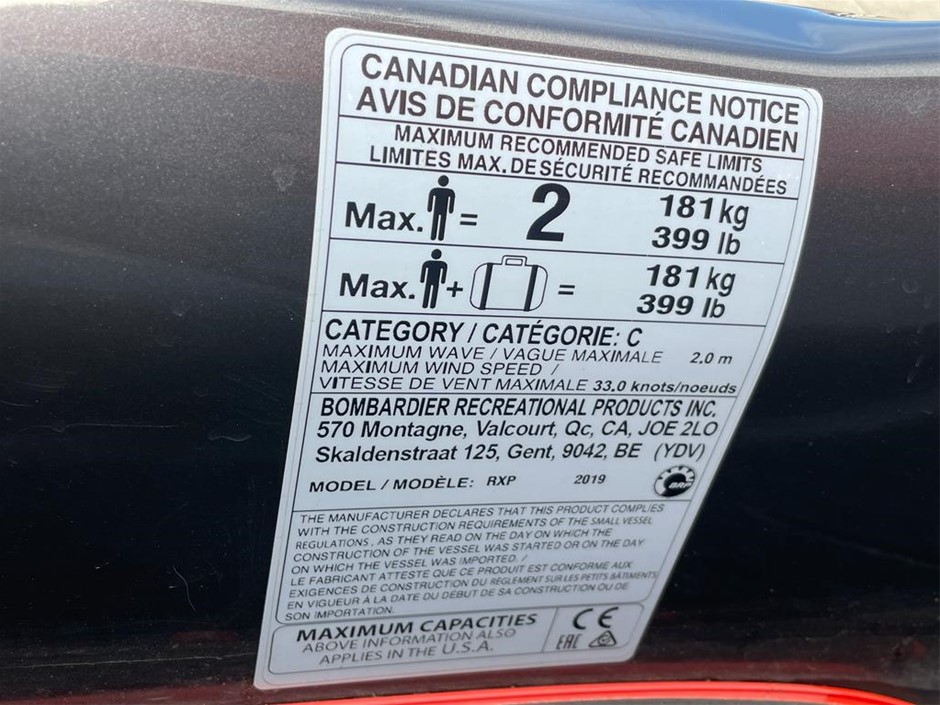 CANADIAN COMPLIANCE NOTICE
AVIS DE CONFORMITÉ CANADIEN
MAXIMUM RECOMMENDED SAFE LIMITS
LIMITES MAX. DE SÉCURITÉ RECOMMANDÉES
Max. = 2 181 kg
399 lb
Max. + = 181 kg
399 lb
CATEGORY / CATÉGORIE: C
MAXIMUM WAVE / VAGUE MAXIMALE 2.0 m
MAXIMUM WIND SPEED /
VITESSE DE VENT MAXIMALE 33.0 knots/noeuds
BOMBARDIER RECREATIONAL PRODUCTS INC.
570 Montagne, Valcourt, Qc, CA, JOE 2LO
Skaldenstraat 125, Gent, 9042, BE (YDV)
MODEL / MODÈLE: RXP 2019
BRP
THE MANUFACTURER DECLARES THAT THIS PRODUCT COMPLIES
WITH THE CONSTRUCTION REQUIREMENTS OF THE SMALL VESSEL
REGULATIONS, AS THEY READ ON THE DAY ON WHICH THE
CONSTRUCTION OF THE VESSEL WAS STARTED OR ON THE DAY
ON WHICH THE VESSEL WAS IMPORTED. /
LE FABRICANT ATTESTE QUE CE PRODUIT EST CONFORME AUX
EXIGENCES DE CONSTRUCTION DU RÈGLEMENT SUR LES PETITS BÂTIMENTS
EN VIGUEUR À LA DATE DU DÉBUT DE SA CONSTRUCTION OU DE
SON IMPORTATION.
MAXIMUM CAPACITIES
ABOVE INFORMATION ALSO
APPLIES IN THE U.S.A.
CE
EAC